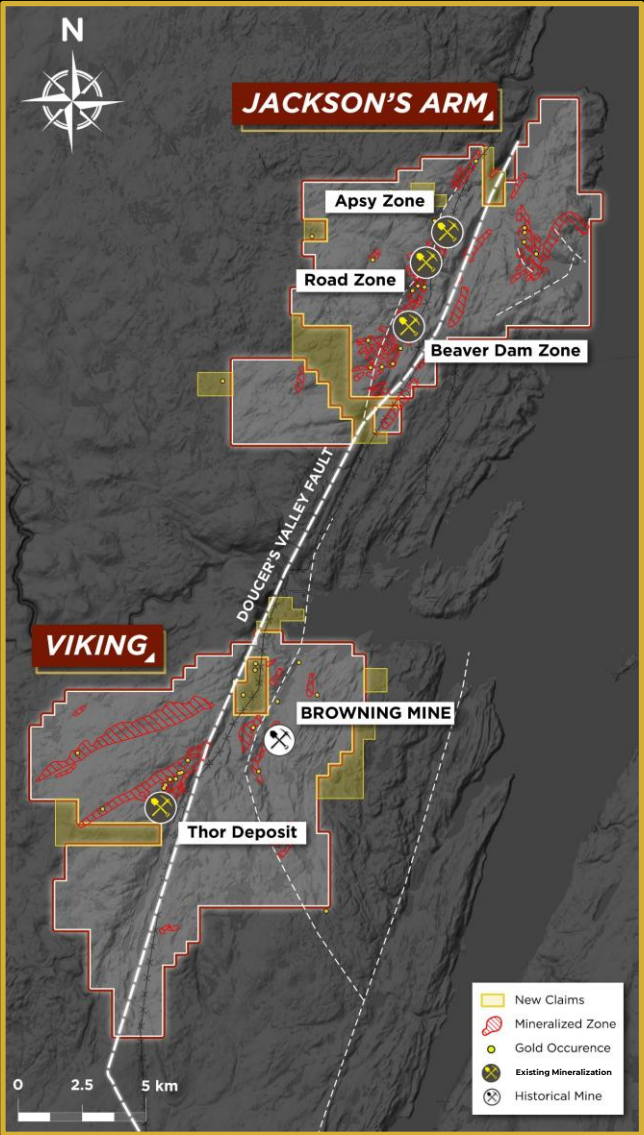 N
JACKSON'S ARM
Apsy Zone
Road Zone
Beaver Dam Zone
DOUCER'S VALLEY FAULT
VIKING
BROWNING MINE
Thor Deposit
New Claims
Mineralized Zone
Gold Occurence
Existing Mineralization
Historical Mine
0 2.5 5 km